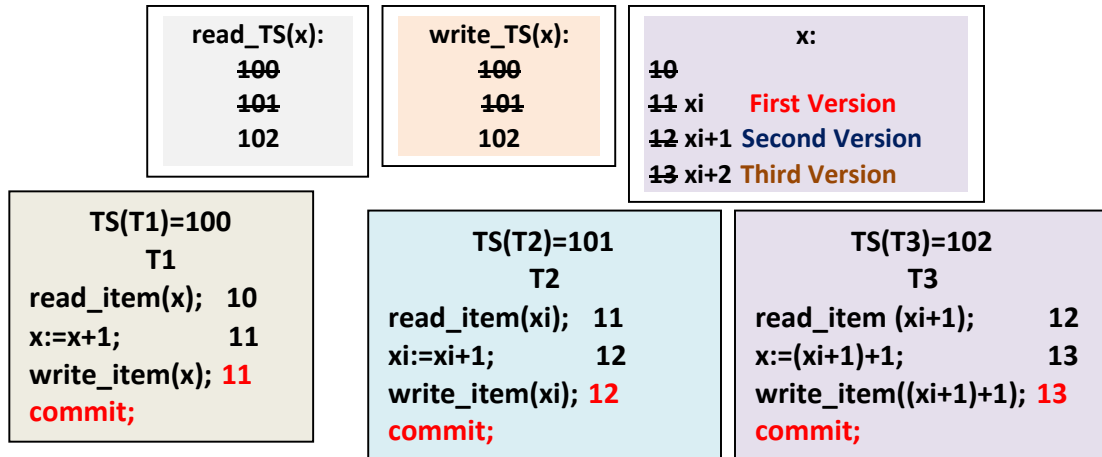 read_TS(x):
100
101
102
write_TS(x):
100
101
102
x:
10
11 xi First Version
12 xi+1 Second Version
13 xi+2 Third Version
TS(T1)=100
T1
read_item(x); 10
x:=x+1; 11
write_item(x); 11
commit;
TS(T2)=101
T2
read_item(xi); 11
xi:=xi+1; 12
write_item(xi); 12
commit;
TS(T3)=102
T3
read_item (xi+1); 12
x:=(xi+1)+1; 13
write_item((xi+1)+1); 13
commit;